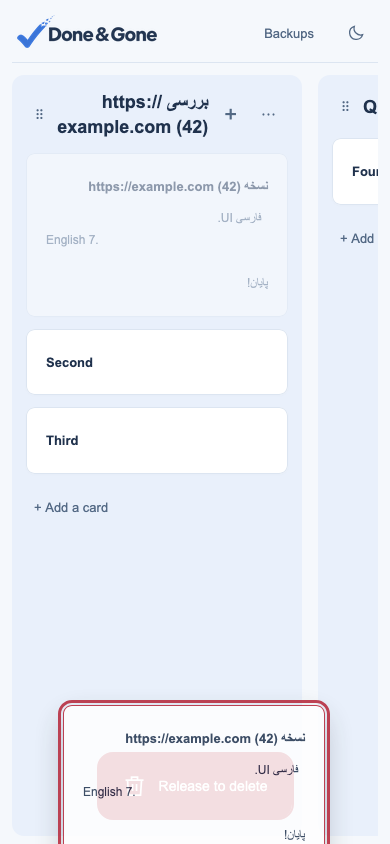 Done & Gone
Backups
بررسی https://
example.com (42)
+
...
Q
نسخه https://example.com (42)
فارسی UI.
English 7.
پایان!
Four
Second
+ Add
Third
+ Add a card
نسخه https://example.com (42)
فارسی UI.
Release to delete
English 7.
پایان!